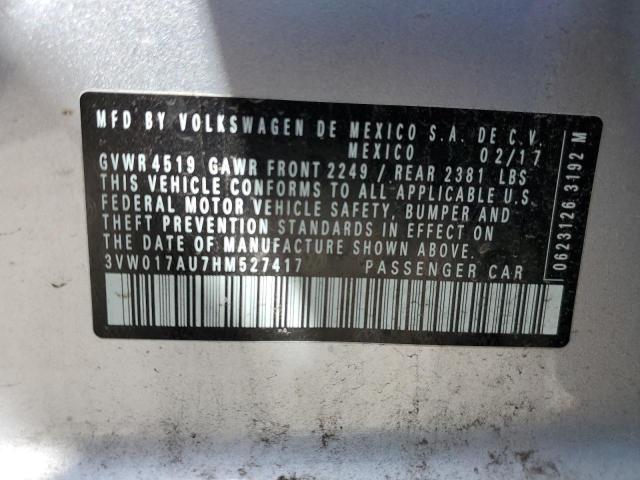 MFD BY VOLKSWAGEN DE MEXICO S.A. DE C.V.
MEXICO 02/17
GVWR 4519 GAWR FRONT 2249 / REAR 2381 LBS
THIS VEHICLE CONFORMS TO ALL APPLICABLE U.S.
FEDERAL MOTOR VEHICLE SAFETY, BUMPER AND
THEFT PREVENTION STANDARDS IN EFFECT ON
THE DATE OF MANUFACTURE SHOWN ABOVE.
3VW017AU7HM527417 PASSENGER CAR
0623126 3192 M